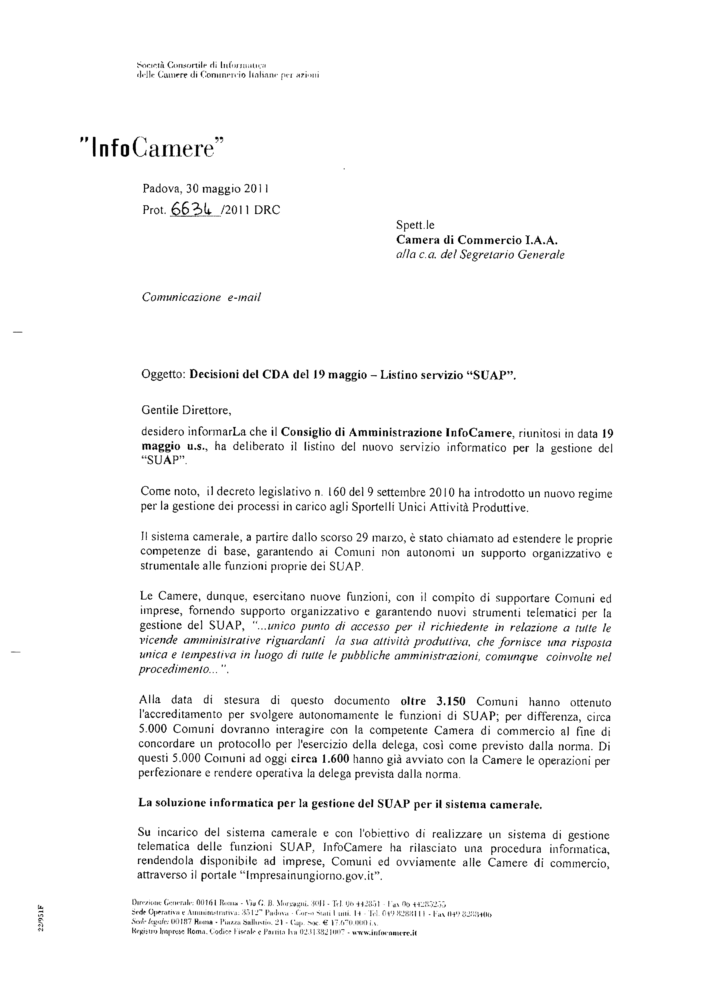 Società Consortile di Informatica
delle Camere di Commercio Italiane per azioni
"InfoCamere"
Padova, 30 maggio 2011
Prot. 6634 /2011 DRC
Spett.le
Camera di Commercio I.A.A.
alla c.a. del Segretario Generale
Comunicazione e-mail
Oggetto: Decisioni del CDA del 19 maggio – Listino servizio “SUAP”.
Gentile Direttore,
desidero informarLa che il Consiglio di Amministrazione InfoCamere, riunitosi in data 19
maggio u.s., ha deliberato il listino del nuovo servizio informatico per la gestione del
“SUAP”.
Come noto, il decreto legislativo n. 160 del 9 settembre 2010 ha introdotto un nuovo regime
per la gestione dei processi in carico agli Sportelli Unici Attività Produttive.
Il sistema camerale, a partire dallo scorso 29 marzo, è stato chiamato ad estendere le proprie
competenze di base, garantendo ai Comuni non autonomi un supporto organizzativo e
strumentale alle funzioni proprie dei SUAP.
Le Camere, dunque, esercitano nuove funzioni, con il compito di supportare Comuni ed
imprese, fornendo supporto organizzativo e garantendo nuovi strumenti telematici per la
gestione del SUAP, “...unico punto di accesso per il richiedente in relazione a tutte le
vicende amministrative riguardanti la sua attività produttiva, che fornisce una risposta
unica e tempestiva in luogo di tutte le pubbliche amministrazioni, comunque coinvolte nel
procedimento... ”.
Alla data di stesura di questo documento oltre 3.150 Comuni hanno ottenuto
l'accreditamento per svolgere autonomamente le funzioni di SUAP; per differenza, circa
5.000 Comuni dovranno interagire con la competente Camera di commercio al fine di
concordare un protocollo per l'esercizio della delega, così come previsto dalla norma. Di
questi 5.000 Comuni ad oggi circa 1.600 hanno già avviato con la Camere le operazioni per
perfezionare e rendere operativa la delega prevista dalla norma.
La soluzione informatica per la gestione del SUAP per il sistema camerale.
Su incarico del sistema camerale e con l'obiettivo di realizzare un sistema di gestione
telematica delle funzioni SUAP, InfoCamere ha rilasciato una procedura informatica,
rendendola disponibile ad imprese, Comuni ed ovviamente alle Camere di commercio,
attraverso il portale “Impresainungiorno.gov.it”.
Direzione Generale: 00161 Roma - Via G. B. Morgagni, 30H - Tel. 06 442851 - Fax 06 44285255
Sede Operativa e Amministrativa: 35127 Padova - Corso Stati Uniti, 14 - Tel. 049 8288111 - Fax 049 8288406
Sede legale: 00187 Roma - Piazza Sallustio, 21 - Cap. Soc. € 17.670.000 i.v.
Registro Imprese Roma, Codice Fiscale e Partita Iva 02313821007 - www.infocamere.it
22/951F